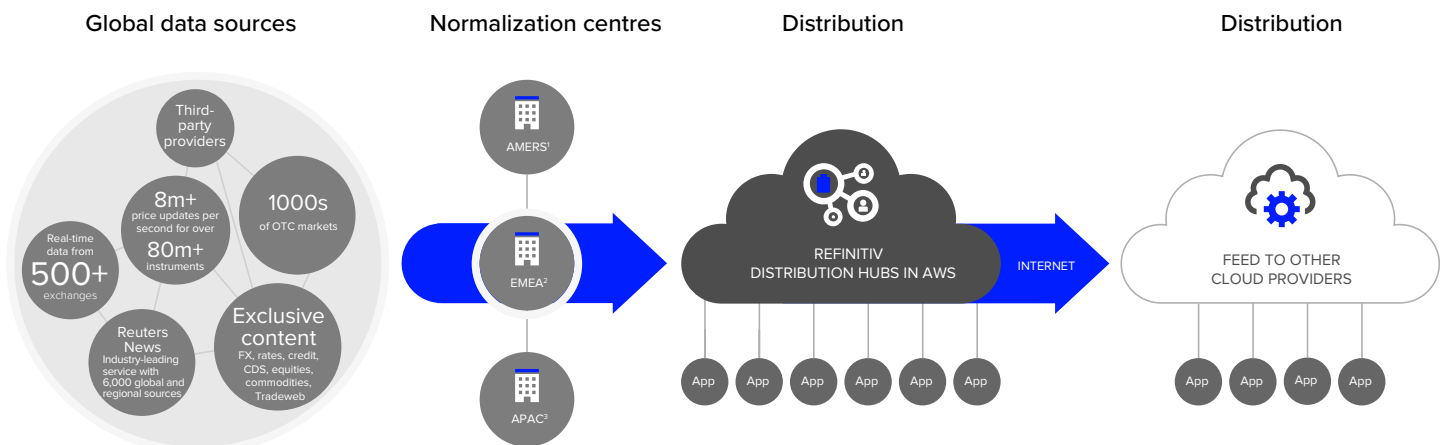 Global data sources
Normalization centres
Distribution
Distribution
Third-
party
providers
8m+
price updates per
second for over
80m+
instruments
1000s
of OTC markets
Real-time
data from
500+
exchanges
Reuters
News
Industry-leading
service with
6,000 global and
regional sources
Exclusive
content
FX, rates, credit,
CDS, equities,
commodities,
Tradeweb
AMERS¹
EMEA²
APAC³
REFINITIV
DISTRIBUTION HUBS IN AWS
App
App
App
App
App
App
INTERNET
FEED TO OTHER
CLOUD PROVIDERS
App
App
App
App